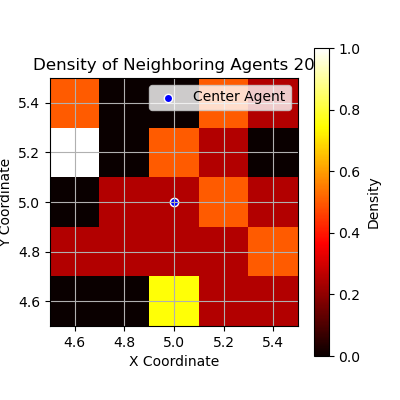 Density of Neighboring Agents 20
Center Agent
5.4
5.2
5.0
4.8
4.6
Y Coordinate
4.6 4.8 5.0 5.2 5.4
X Coordinate
1.0
0.8
0.6
0.4
0.2
0.0
Density